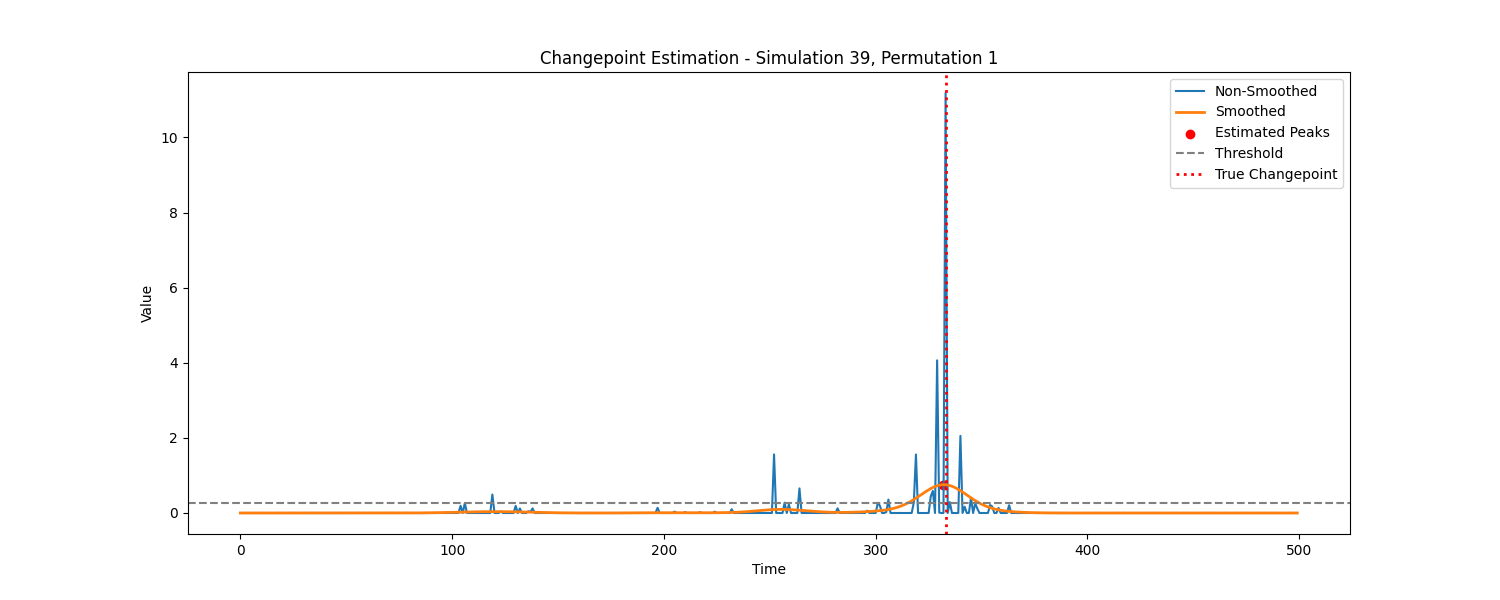 Changepoint Estimation - Simulation 39, Permutation 1
Non-Smoothed
Smoothed
Estimated Peaks
Threshold
True Changepoint
10
8
6
4
2
0
Value
0 100 200 300 400 500
Time